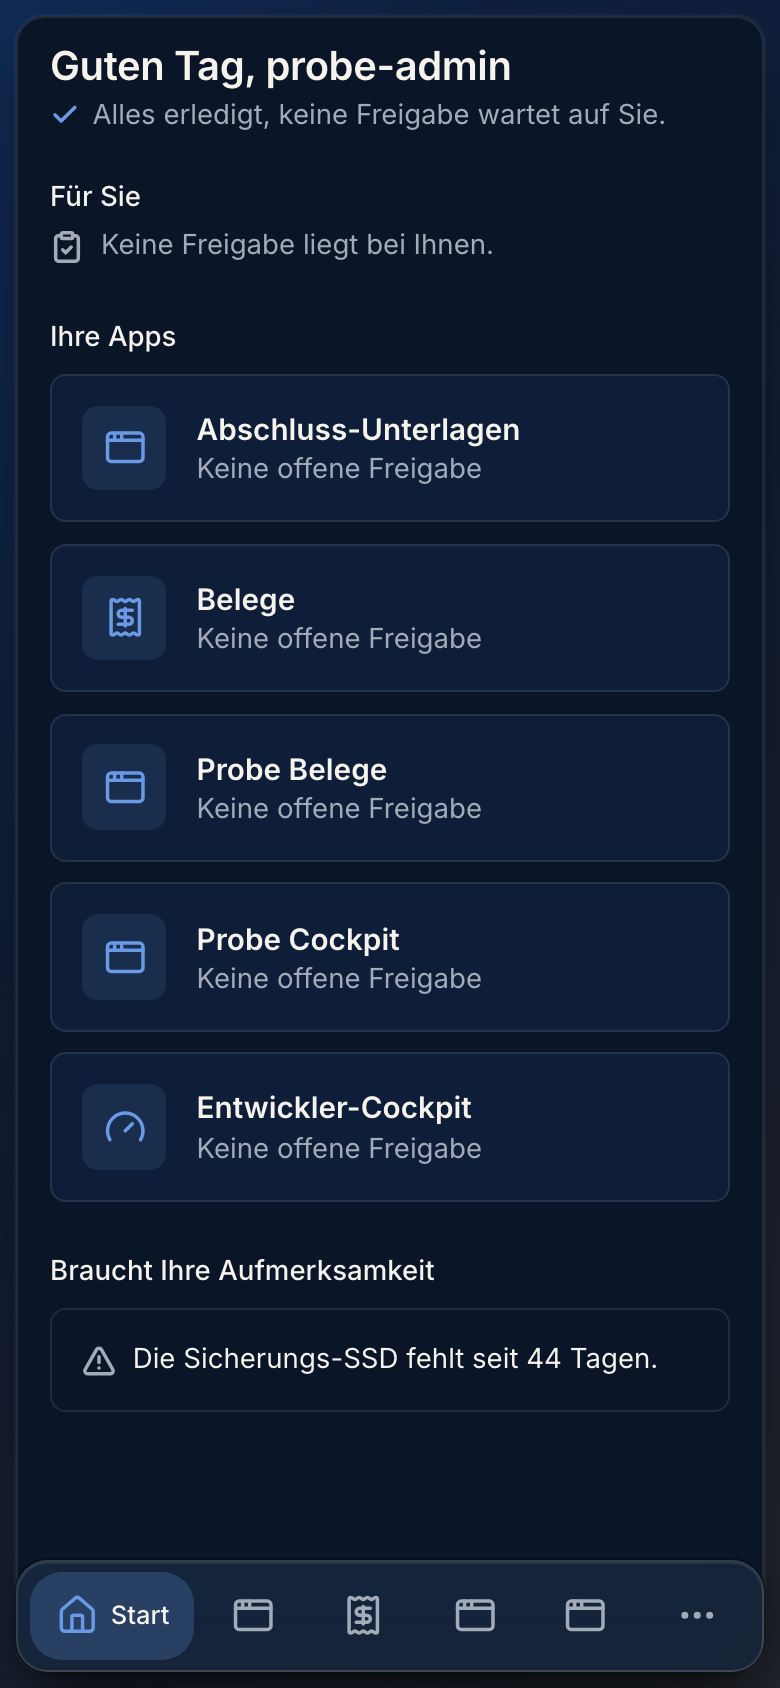 Guten Tag, probe-admin
Alles erledigt, keine Freigabe wartet auf Sie.
Für Sie
Keine Freigabe liegt bei Ihnen.
Ihre Apps
Abschluss-Unterlagen
Keine offene Freigabe
Belege
Keine offene Freigabe
Probe Belege
Keine offene Freigabe
Probe Cockpit
Keine offene Freigabe
Entwickler-Cockpit
Keine offene Freigabe
Braucht Ihre Aufmerksamkeit
Die Sicherungs-SSD fehlt seit 44 Tagen.
Start